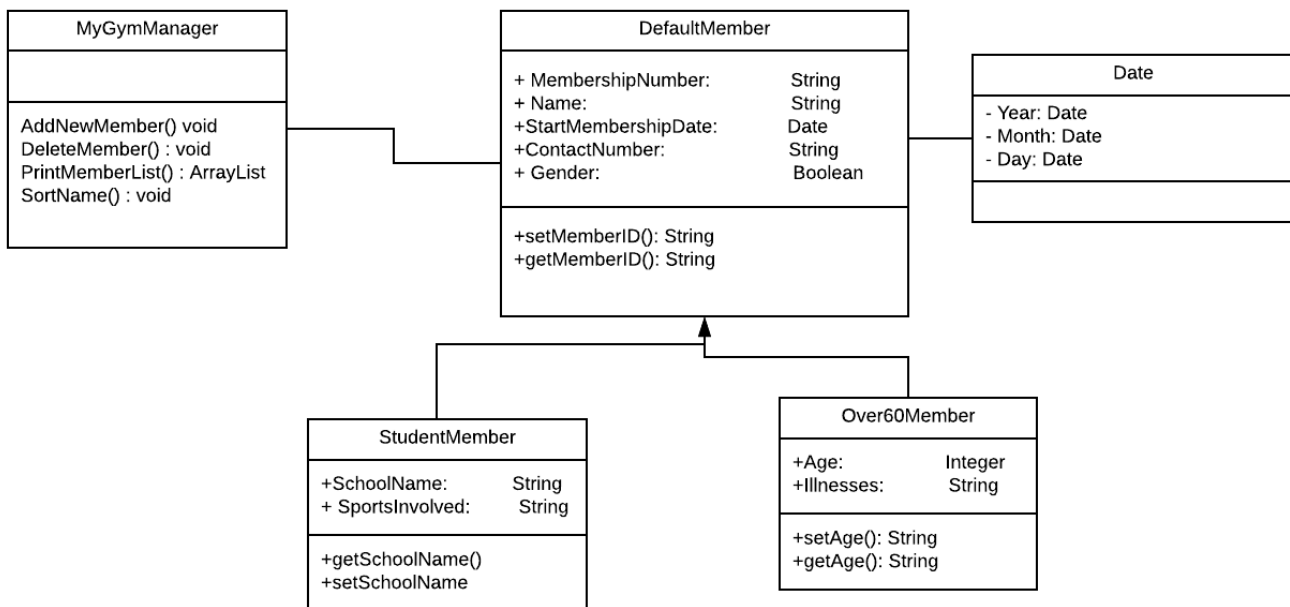 MyGymManager
AddNewMember() void
DeleteMember() : void
PrintMemberList() : ArrayList
SortName() : void
DefaultMember
+ MembershipNumber: String
+ Name: String
+StartMembershipDate: Date
+ContactNumber: String
+ Gender: Boolean
+setMemberID(): String
+getMemberID(): String
Date
- Year: Date
- Month: Date
- Day: Date
StudentMember
+SchoolName: String
+ SportsInvolved: String
+getSchoolName()
+setSchoolName
Over60Member
+Age: Integer
+Illnesses: String
+setAge(): String
+getAge(): String